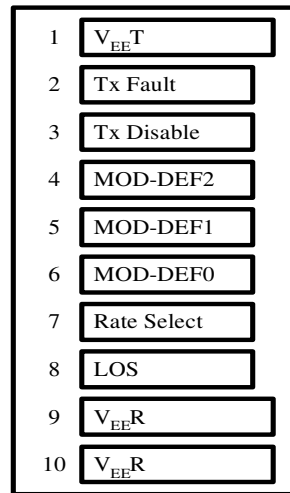 1 VEET
2 Tx Fault
3 Tx Disable
4 MOD-DEF2
5 MOD-DEF1
6 MOD-DEF0
7 Rate Select
8 LOS
9 VEER
10 VEER